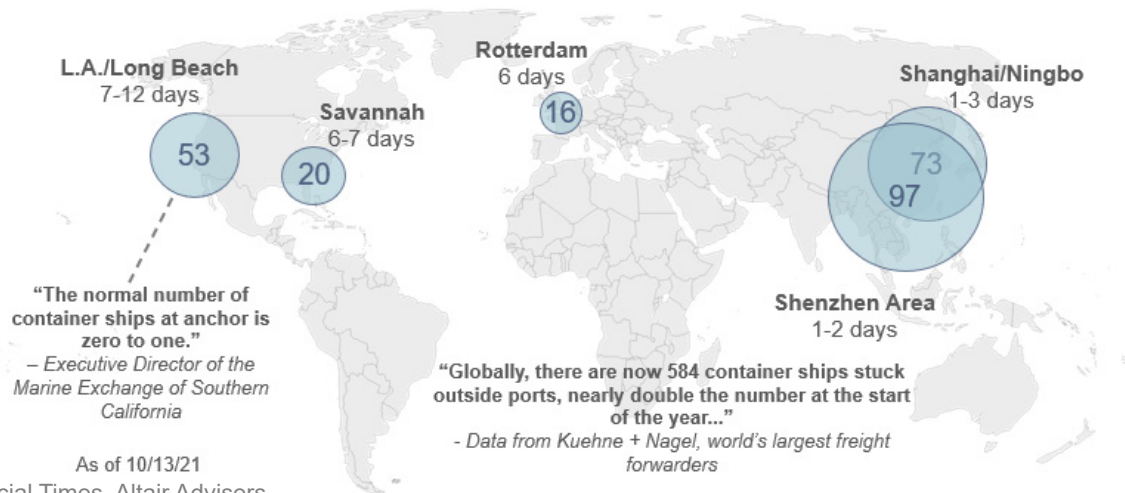 L.A./Long Beach
7-12 days
53
Savannah
6-7 days
20
Rotterdam
6 days
16
Shanghai/Ningbo
1-3 days
73
97
Shenzhen Area
1-2 days
“The normal number of
container ships at anchor is
zero to one.”
– Executive Director of the
Marine Exchange of Southern
California
“Globally, there are now 584 container ships stuck
outside ports, nearly double the number at the start
of the year...”
- Data from Kuehne + Nagel, world’s largest freight
forwarders
As of 10/13/21
cial Times, Altair Advisors